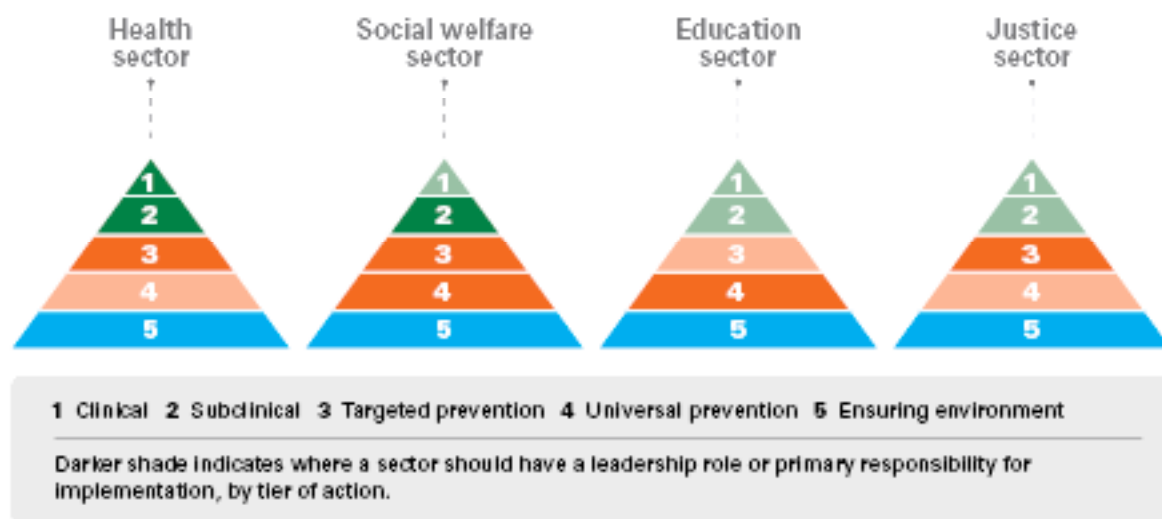 Health sector
Social welfare sector
Education sector
Justice sector
1
2
3
4
5
1
2
3
4
5
1
2
3
4
5
1
2
3
4
5
1 Clinical 2 Subclinical 3 Targeted prevention 4 Universal prevention 5 Ensuring environment
Darker shade indicates where a sector should have a leadership role or primary responsibility for
implementation, by tier of action.